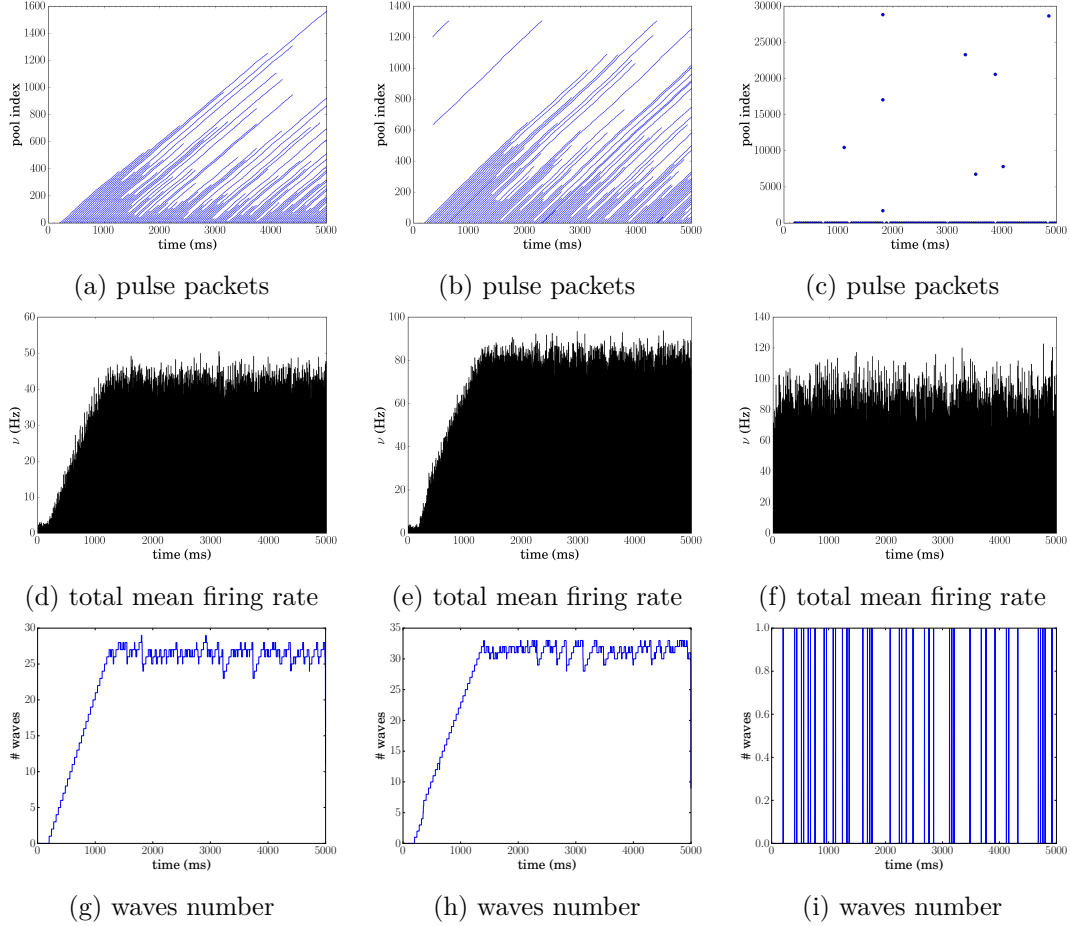 1600
1400
1200
1000
800
600
400
200
0
pool index
0 1000 2000 3000 4000 5000
time (ms)
(a) pulse packets
1400
1200
1000
800
600
400
200
0
pool index
0 1000 2000 3000 4000 5000
time (ms)
(b) pulse packets
30000
25000
20000
15000
10000
5000
0
pool index
0 1000 2000 3000 4000 5000
time (ms)
(c) pulse packets
60
50
40
30
20
10
0
ν (Hz)
0 1000 2000 3000 4000 5000
time (ms)
(d) total mean firing rate
100
80
60
40
20
0
ν (Hz)
0 1000 2000 3000 4000 5000
time (ms)
(e) total mean firing rate
140
120
100
80
60
40
20
0
ν (Hz)
0 1000 2000 3000 4000 5000
time (ms)
(f) total mean firing rate
30
25
20
15
10
5
0
# waves
0 1000 2000 3000 4000 5000
time (ms)
(g) waves number
35
30
25
20
15
10
5
0
# waves
0 1000 2000 3000 4000 5000
time (ms)
(h) waves number
1.0
0.8
0.6
0.4
0.2
0.0
# waves
0 1000 2000 3000 4000 5000
time (ms)
(i) waves number